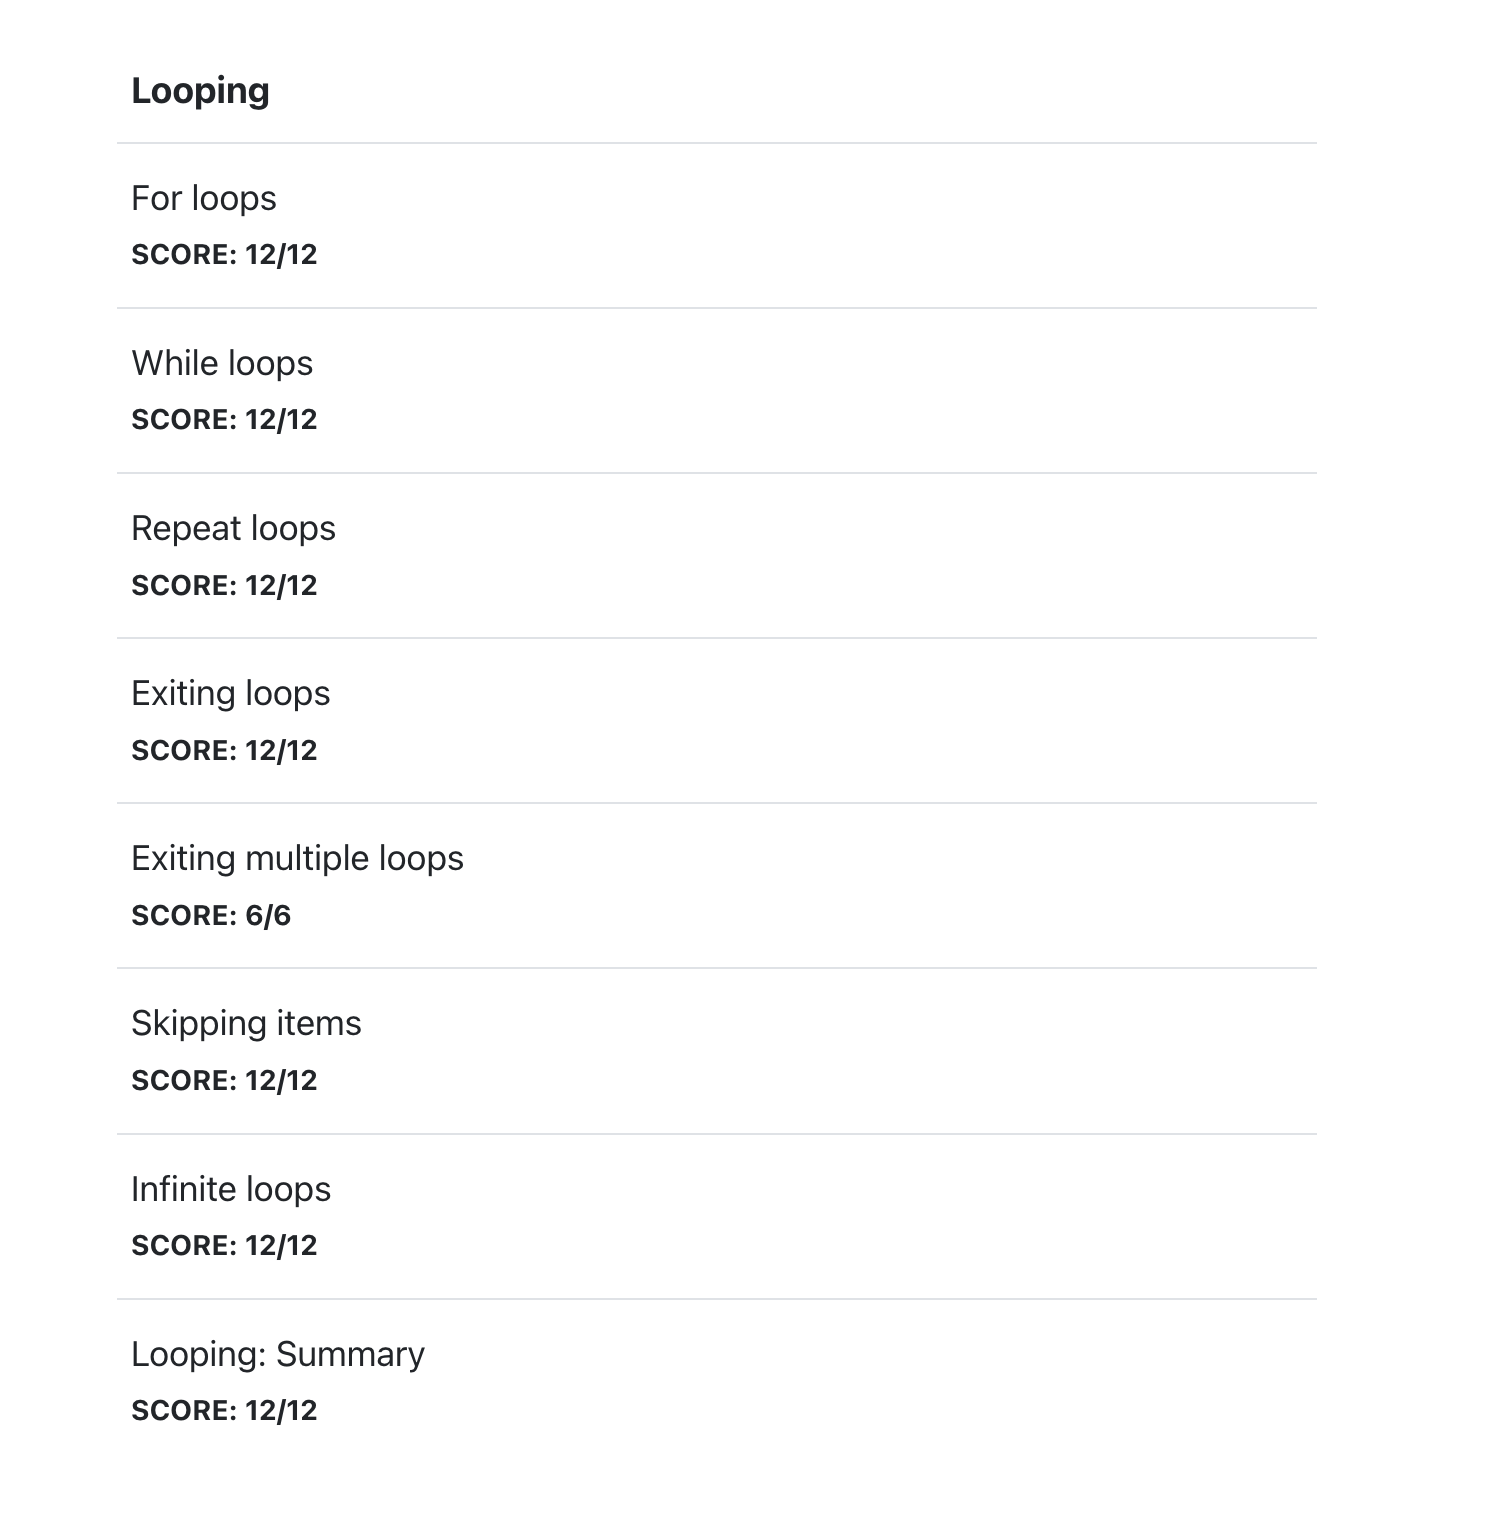 Looping
For loops
SCORE: 12/12
While loops
SCORE: 12/12
Repeat loops
SCORE: 12/12
Exiting loops
SCORE: 12/12
Exiting multiple loops
SCORE: 6/6
Skipping items
SCORE: 12/12
Infinite loops
SCORE: 12/12
Looping: Summary
SCORE: 12/12